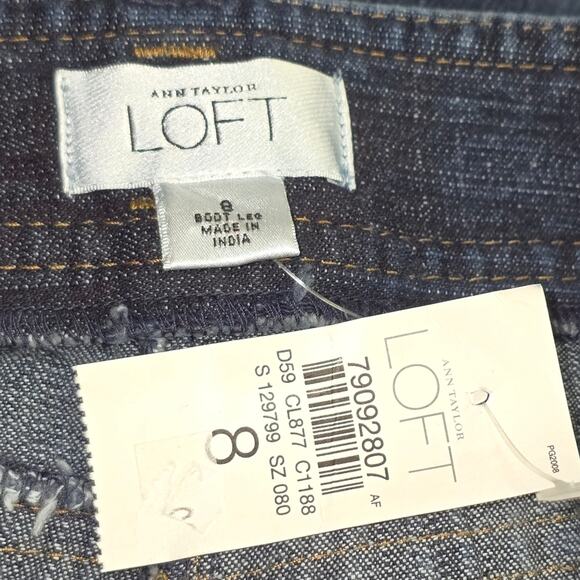 ANN TAYLOR
LOFT
8
BOOT LEG
MADE IN
INDIA
ANN TAYLOR
LOFT
79092807 AF
D59 CL877 C1188
S 129799 SZ 080
8
PG2008